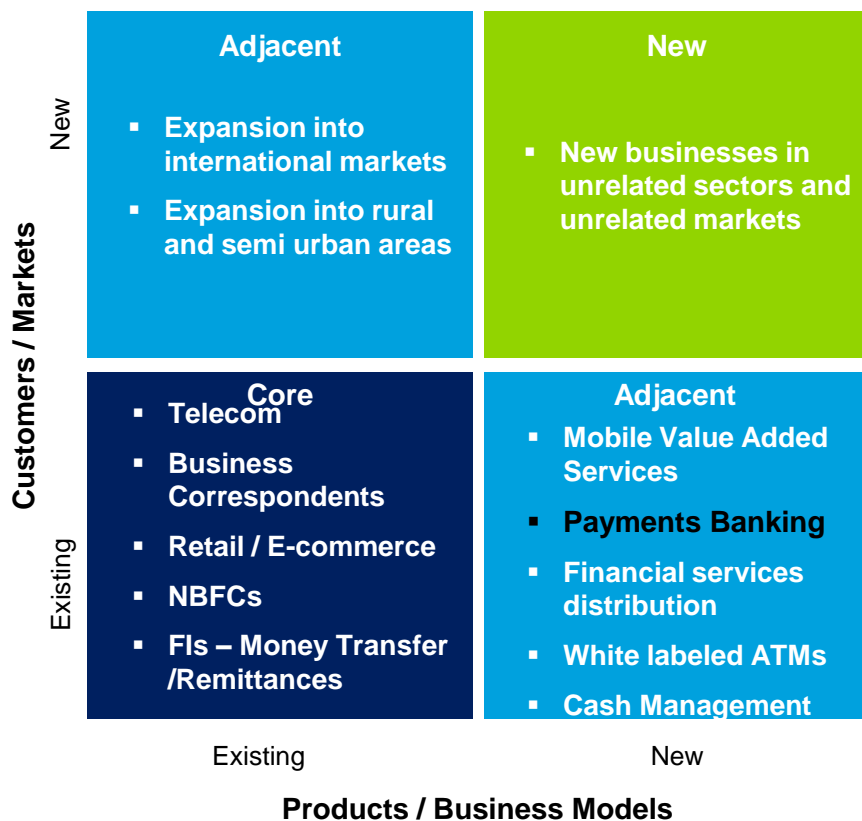 Adjacent
▪ Expansion into
international markets
▪ Expansion into rural
and semi urban areas
New
▪ New businesses in
unrelated sectors and
unrelated markets
Core
▪ Telecom
▪ Business
Correspondents
▪ Retail / E-commerce
▪ NBFCs
▪ FIs – Money Transfer
/Remittances
Adjacent
▪ Mobile Value Added
Services
▪ Payments Banking
▪ Financial services
distribution
▪ White labeled ATMs
▪ Cash Management
Customers / Markets
New
Existing
Existing
New
Products / Business Models